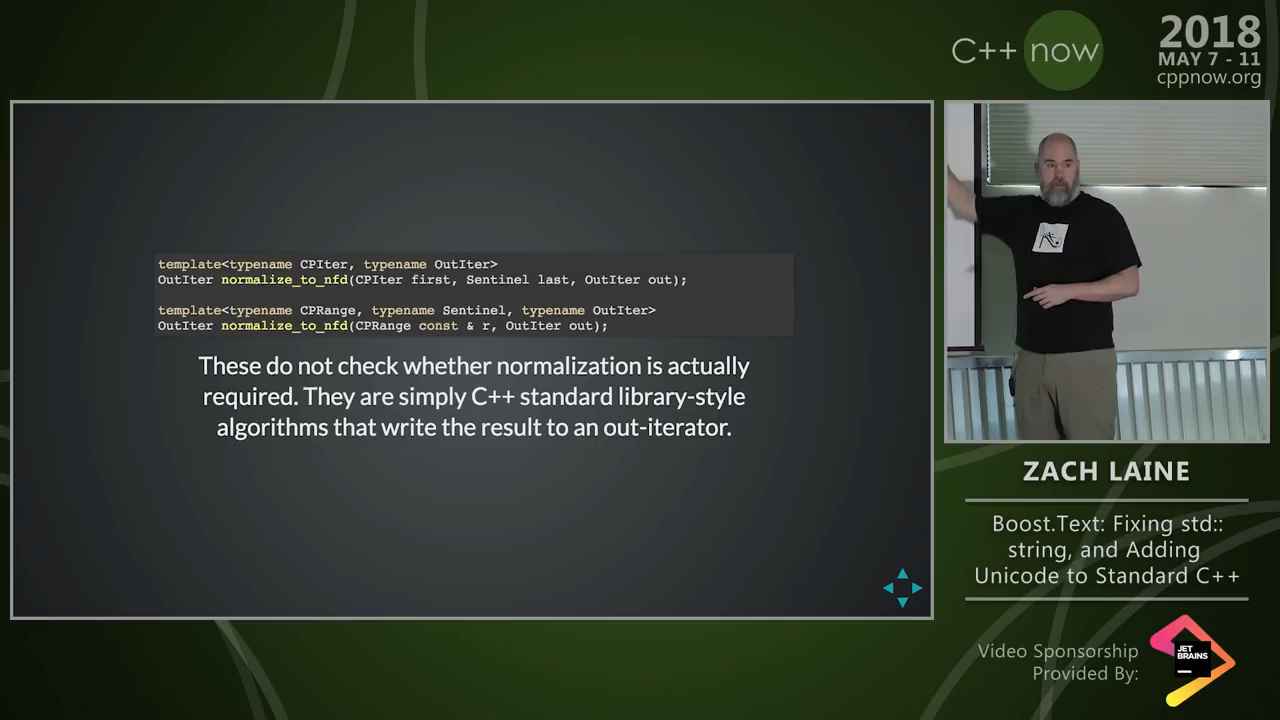 C++ now
2018
MAY 7 - 11
cppnow.org
template<typename CPIter, typename OutIter>
OutIter normalize_to_nfd(CPIter first, Sentinel last, OutIter out);
template<typename CPRange, typename Sentinel, typename OutIter>
OutIter normalize_to_nfd(CPRange const & r, OutIter out);
These do not check whether normalization is actually
required. They are simply C++ standard library-style
algorithms that write the result to an out-iterator.
ZACH LAINE
Boost.Text: Fixing std::
string, and Adding
Unicode to Standard C++
Video Sponsorship
Provided By:
JET
BRAINS